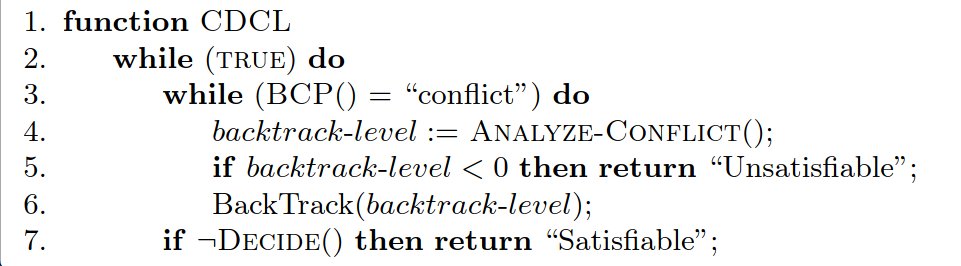 1. function CDCL
2. while (TRUE) do
3. while (BCP() = “conflict”) do
4. backtrack-level := ANALYZE-CONFLICT();
5. if backtrack-level < 0 then return “Unsatisfiable”;
6. BackTrack(backtrack-level);
7. if ¬DECIDE() then return “Satisfiable”;